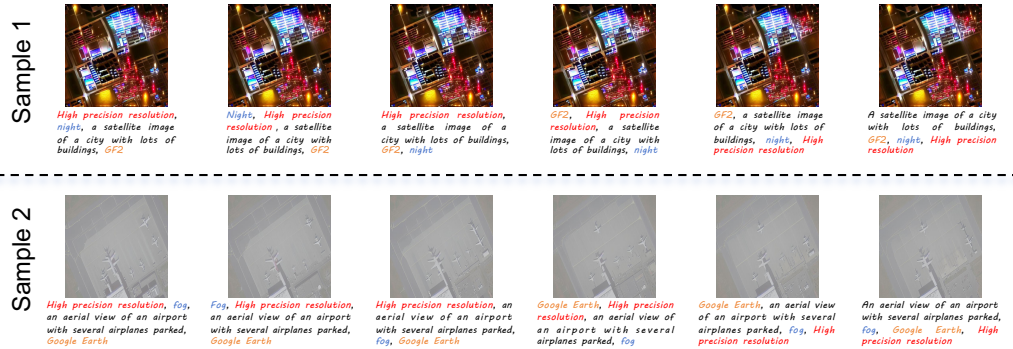 Sample 1
High precision resolution,
night, a satellite image
of a city with lots of
buildings, GF2
Night, High precision
resolution , a satellite
image of a city with
lots of buildings, GF2
High precision resolution,
a satellite image of a
city with lots of buildings,
GF2, night
GF2, High precision
resolution, a satellite
image of a city with
lots of buildings, night
GF2, a satellite image
of a city with lots of
buildings, night, High
precision resolution
A satellite image of a city
with lots of buildings,
GF2, night, High precision
resolution
Sample 2
High precision resolution, fog,
an aerial view of an airport
with several airplanes parked,
Google Earth
Fog, High precision resolution,
an aerial view of an airport
with several airplanes parked,
Google Earth
High precision resolution, an
aerial view of an airport
with several airplanes parked,
fog, Google Earth
Google Earth, High precision
resolution, an aerial view of
an airport with several
airplanes parked, fog
Google Earth, an aerial view
of an airport with several
airplanes parked, fog, High
precision resolution
An aerial view of an airport
with several airplanes parked,
fog, Google Earth, High
precision resolution